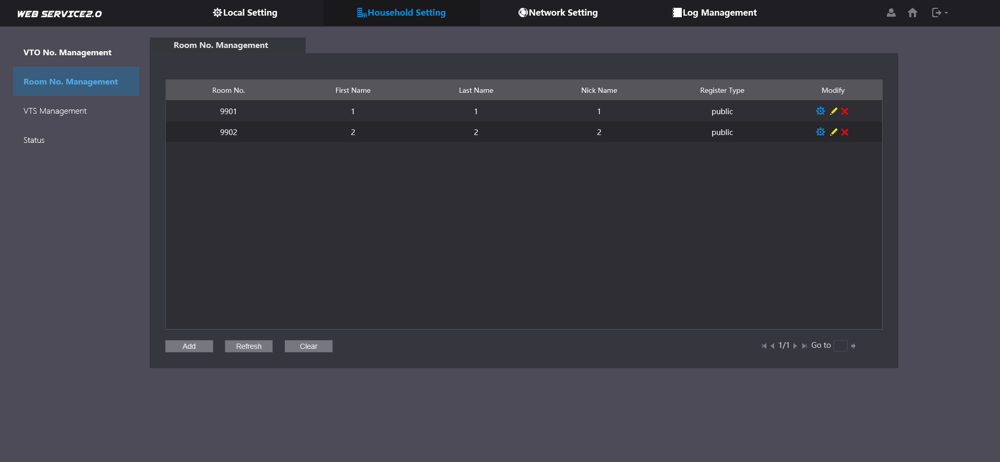 WEB SERVICE2.0
Local Setting
Household Setting
Network Setting
Log Management
VTO No. Management
Room No. Management
VTS Management
Status
Room No. Management
Room No. First Name Last Name Nick Name Register Type Modify
9901 1 1 1 public
9902 2 2 2 public
Add Refresh Clear
1/1 Go to